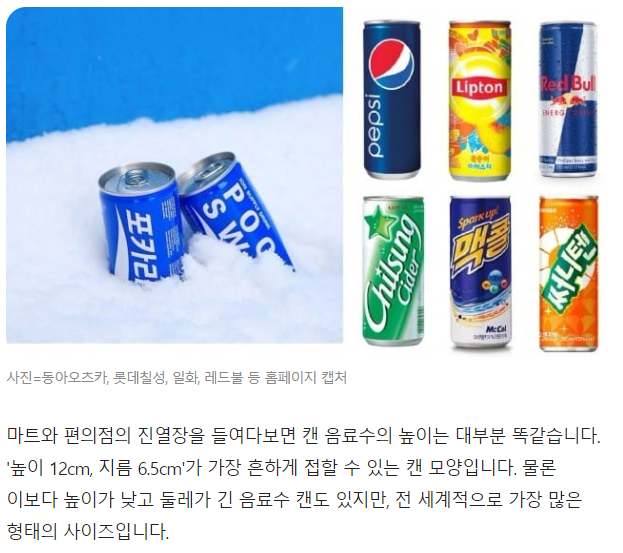 포카리
POC
SW
pepsi
Lipton
복숭아
Red Bull
ENERGY
Chilsung
Cider
Spark up!
맥콜
McCol
써니텐
사진=동아오츠카, 롯데칠성, 일화, 레드불 등 홈페이지 캡처
마트와 편의점의 진열장을 들여다보면 캔 음료수의 높이는 대부분 똑같습니다.
'높이 12cm, 지름 6.5cm'가 가장 흔하게 접할 수 있는 캔 모양입니다. 물론
이보다 높이가 낮고 둘레가 긴 음료수 캔도 있지만, 전 세계적으로 가장 많은
형태의 사이즈입니다.